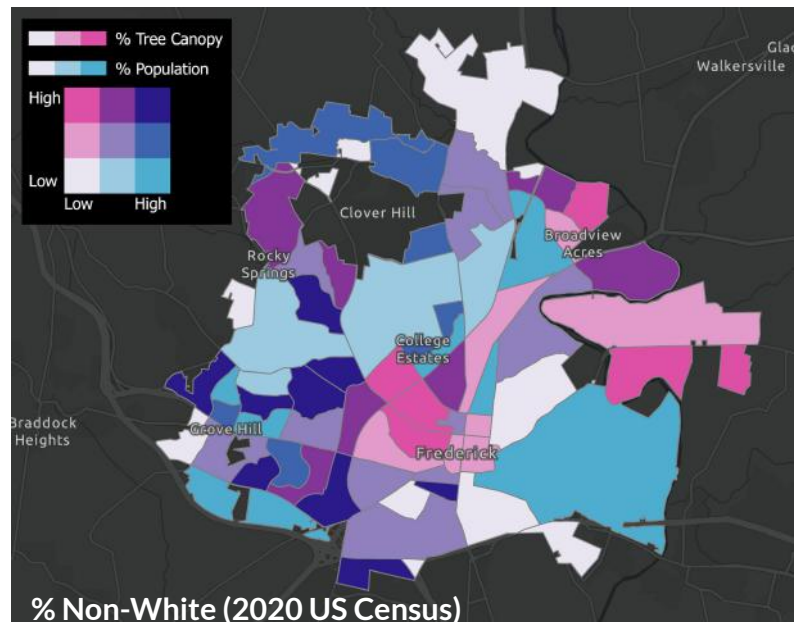 % Tree Canopy
% Population
High
Low
Low
High
Walkersville
Clover Hill
Rocky
Springs
Broadview
Acres
College
Estates
Braddock
Heights
Grove Hill
Frederick
% Non-White (2020 US Census)